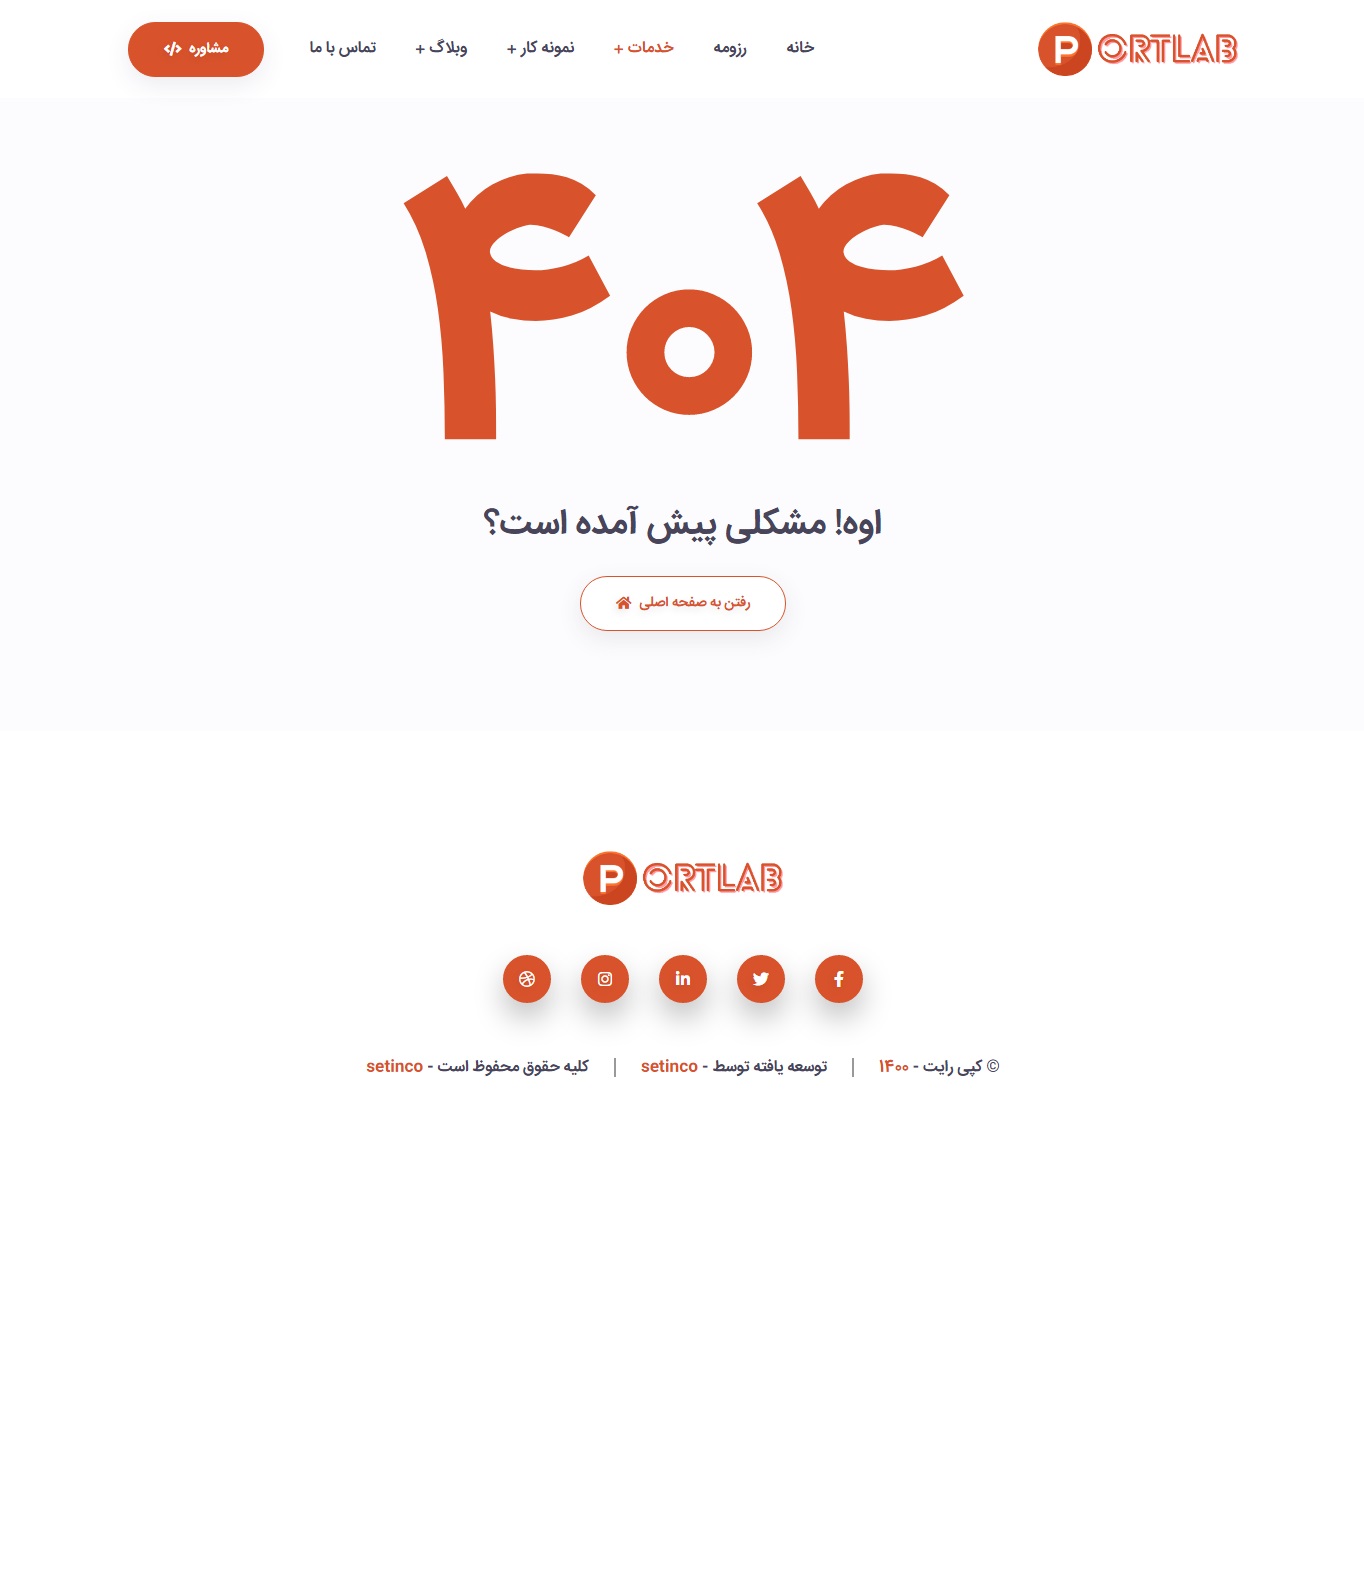 PORTLAB
خانه
رزومه
خدمات +
نمونه کار +
وبلاگ +
تماس با ما
مشاوره
۴۰۴
اوه! مشکلی پیش آمده است؟
رفتن به صفحه اصلی
PORTLAB
© کپی رایت - ۱۴۰۰ | توسعه یافته توسط - setinco | کلیه حقوق محفوظ است - setinco